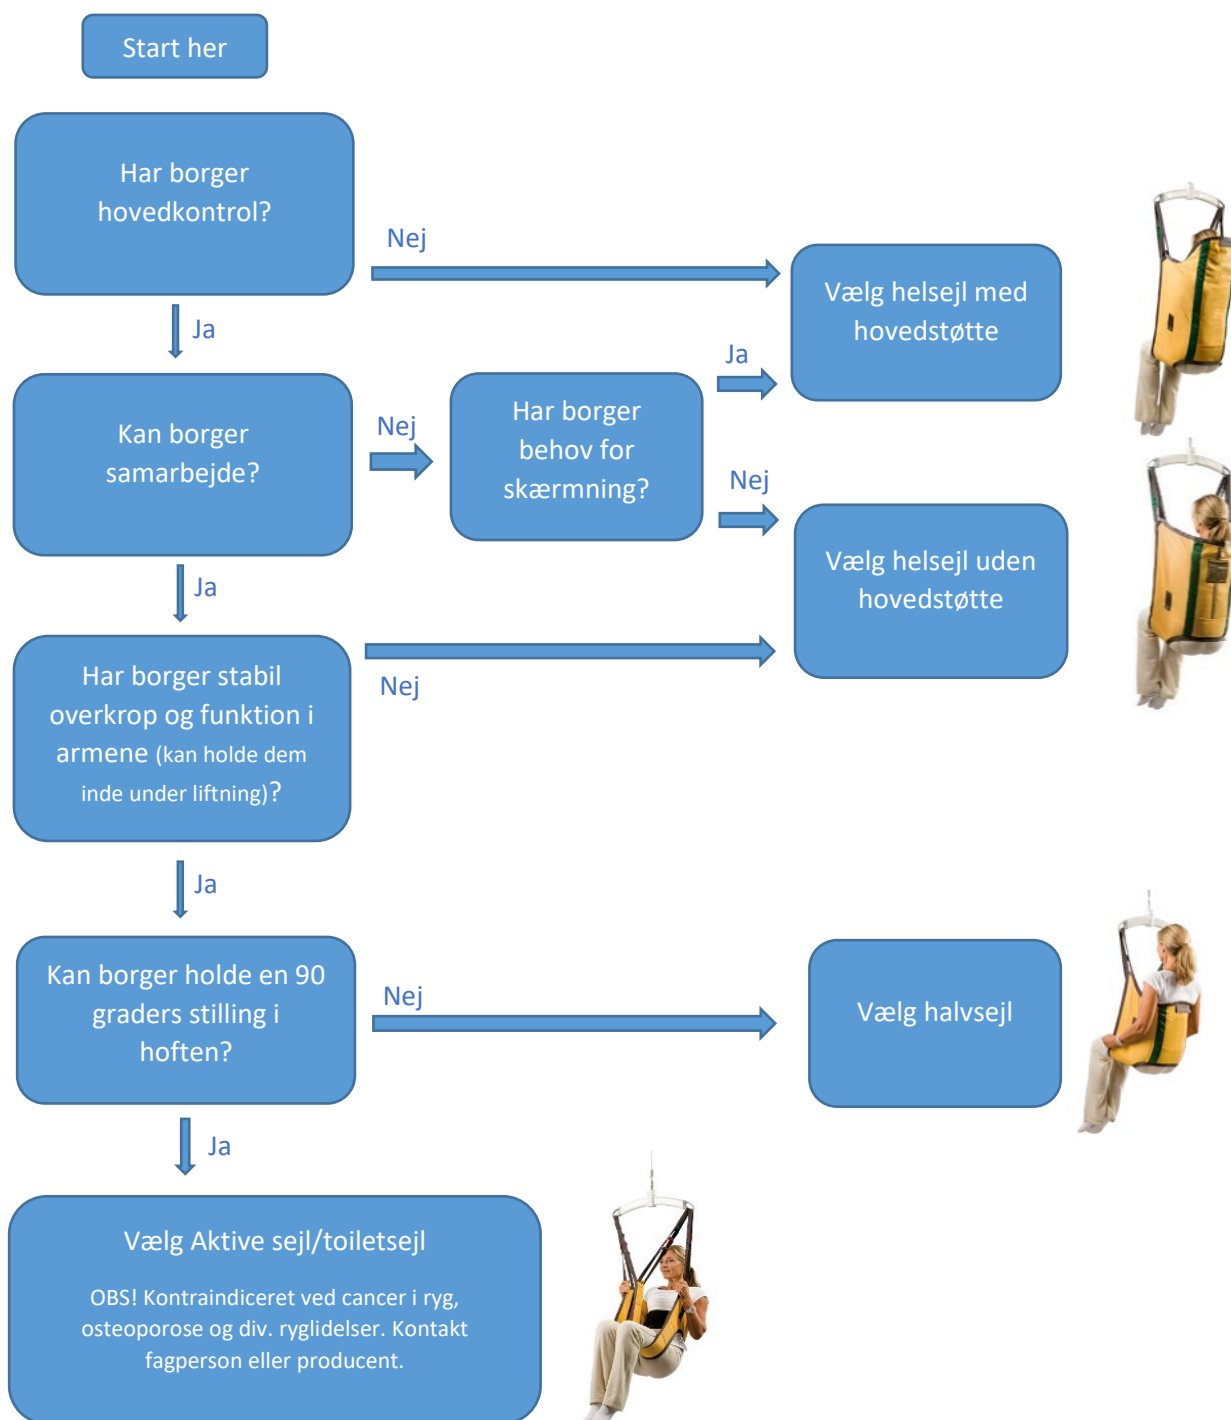 Start her
Har borger
hovedkontrol?
Nej
Vælg helsejl med
hovedstøtte
Ja
Ja
Kan borger
samarbejde?
Nej
Har borger
behov for
skærmning?
Nej
Vælg helsejl uden
hovedstøtte
Ja
Har borger stabil
overkrop og funktion i
armene (kan holde dem
inde under liftning)?
Nej
Ja
Kan borger holde en 90
graders stilling i
hoften?
Nej
Vælg halvsejl
Ja
Vælg Aktive sejl/toiletsejl
OBS! Kontraindiceret ved cancer i ryg,
osteoporose og div. ryglidelser. Kontakt
fagperson eller producent.